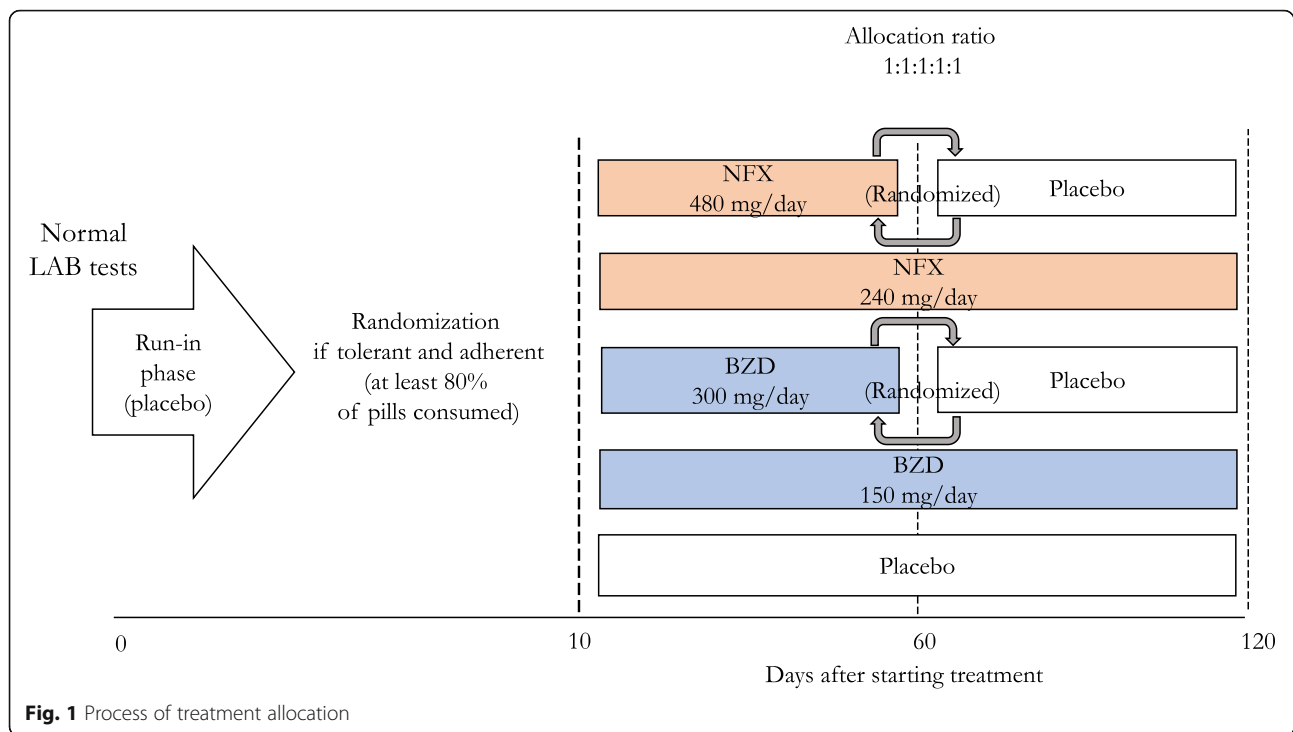 Allocation ratio
1:1:1:1:1
Normal
LAB tests
Run-in
phase
(placebo)
Randomization
if tolerant and adherent
(at least 80%
of pills consumed)
NFX
480 mg/day
(Randomized)
Placebo
NFX
240 mg/day
BZD
300 mg/day
(Randomized)
Placebo
BZD
150 mg/day
Placebo
0
10
60
120
Days after starting treatment
Fig. 1 Process of treatment allocation